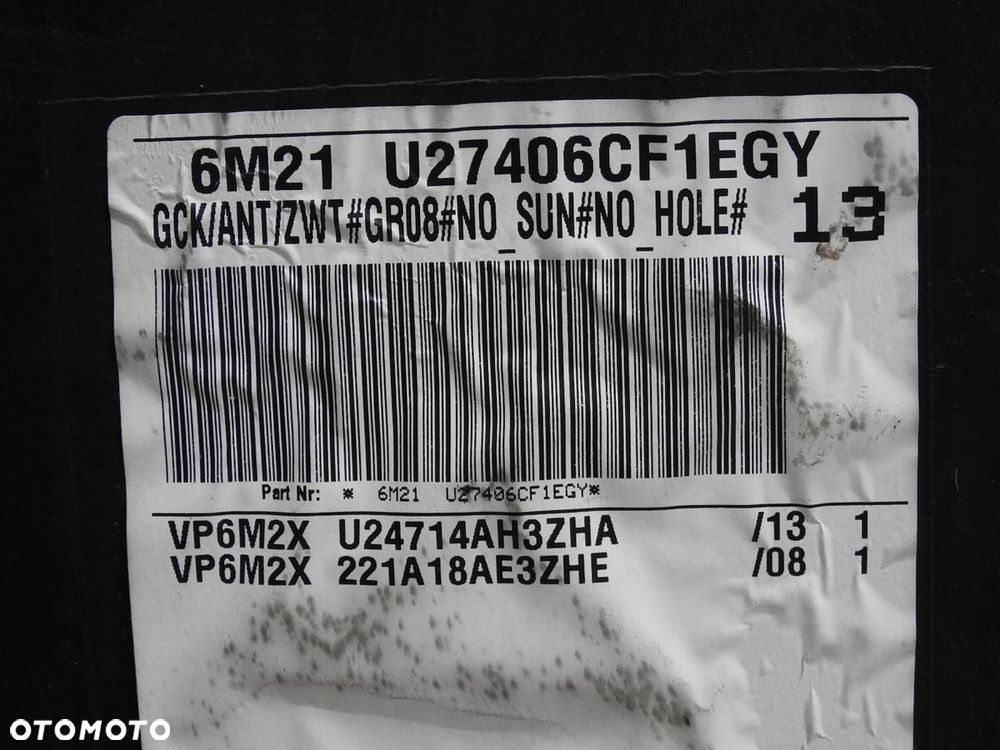 6M21 U27406CF1EGY
GCK/ANT/ZWT#GR08#NO_SUN#NO_HOLE# 13
Part Nr: * 6M21 U27406CF1EGY*
VP6M2X U24714AH3ZHA /13 1
VP6M2X 221A18AE3ZHE /08 1
OTOMOTO